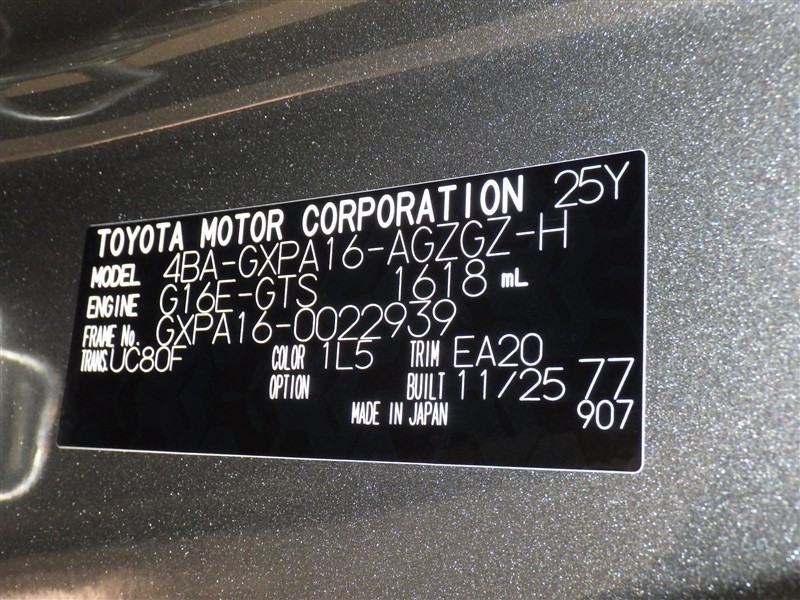 TOYOTA MOTOR CORPORATION 25Y
MODEL 4BA-GXPA16-AGZGZ-H
ENGINE G16E-GTS 1618 mL
FRAME No. GXPA16-0022939
TRANS. UC80F COLOR 1L5 TRIM EA20
OPTION BUILT 11/25 77
MADE IN JAPAN 907